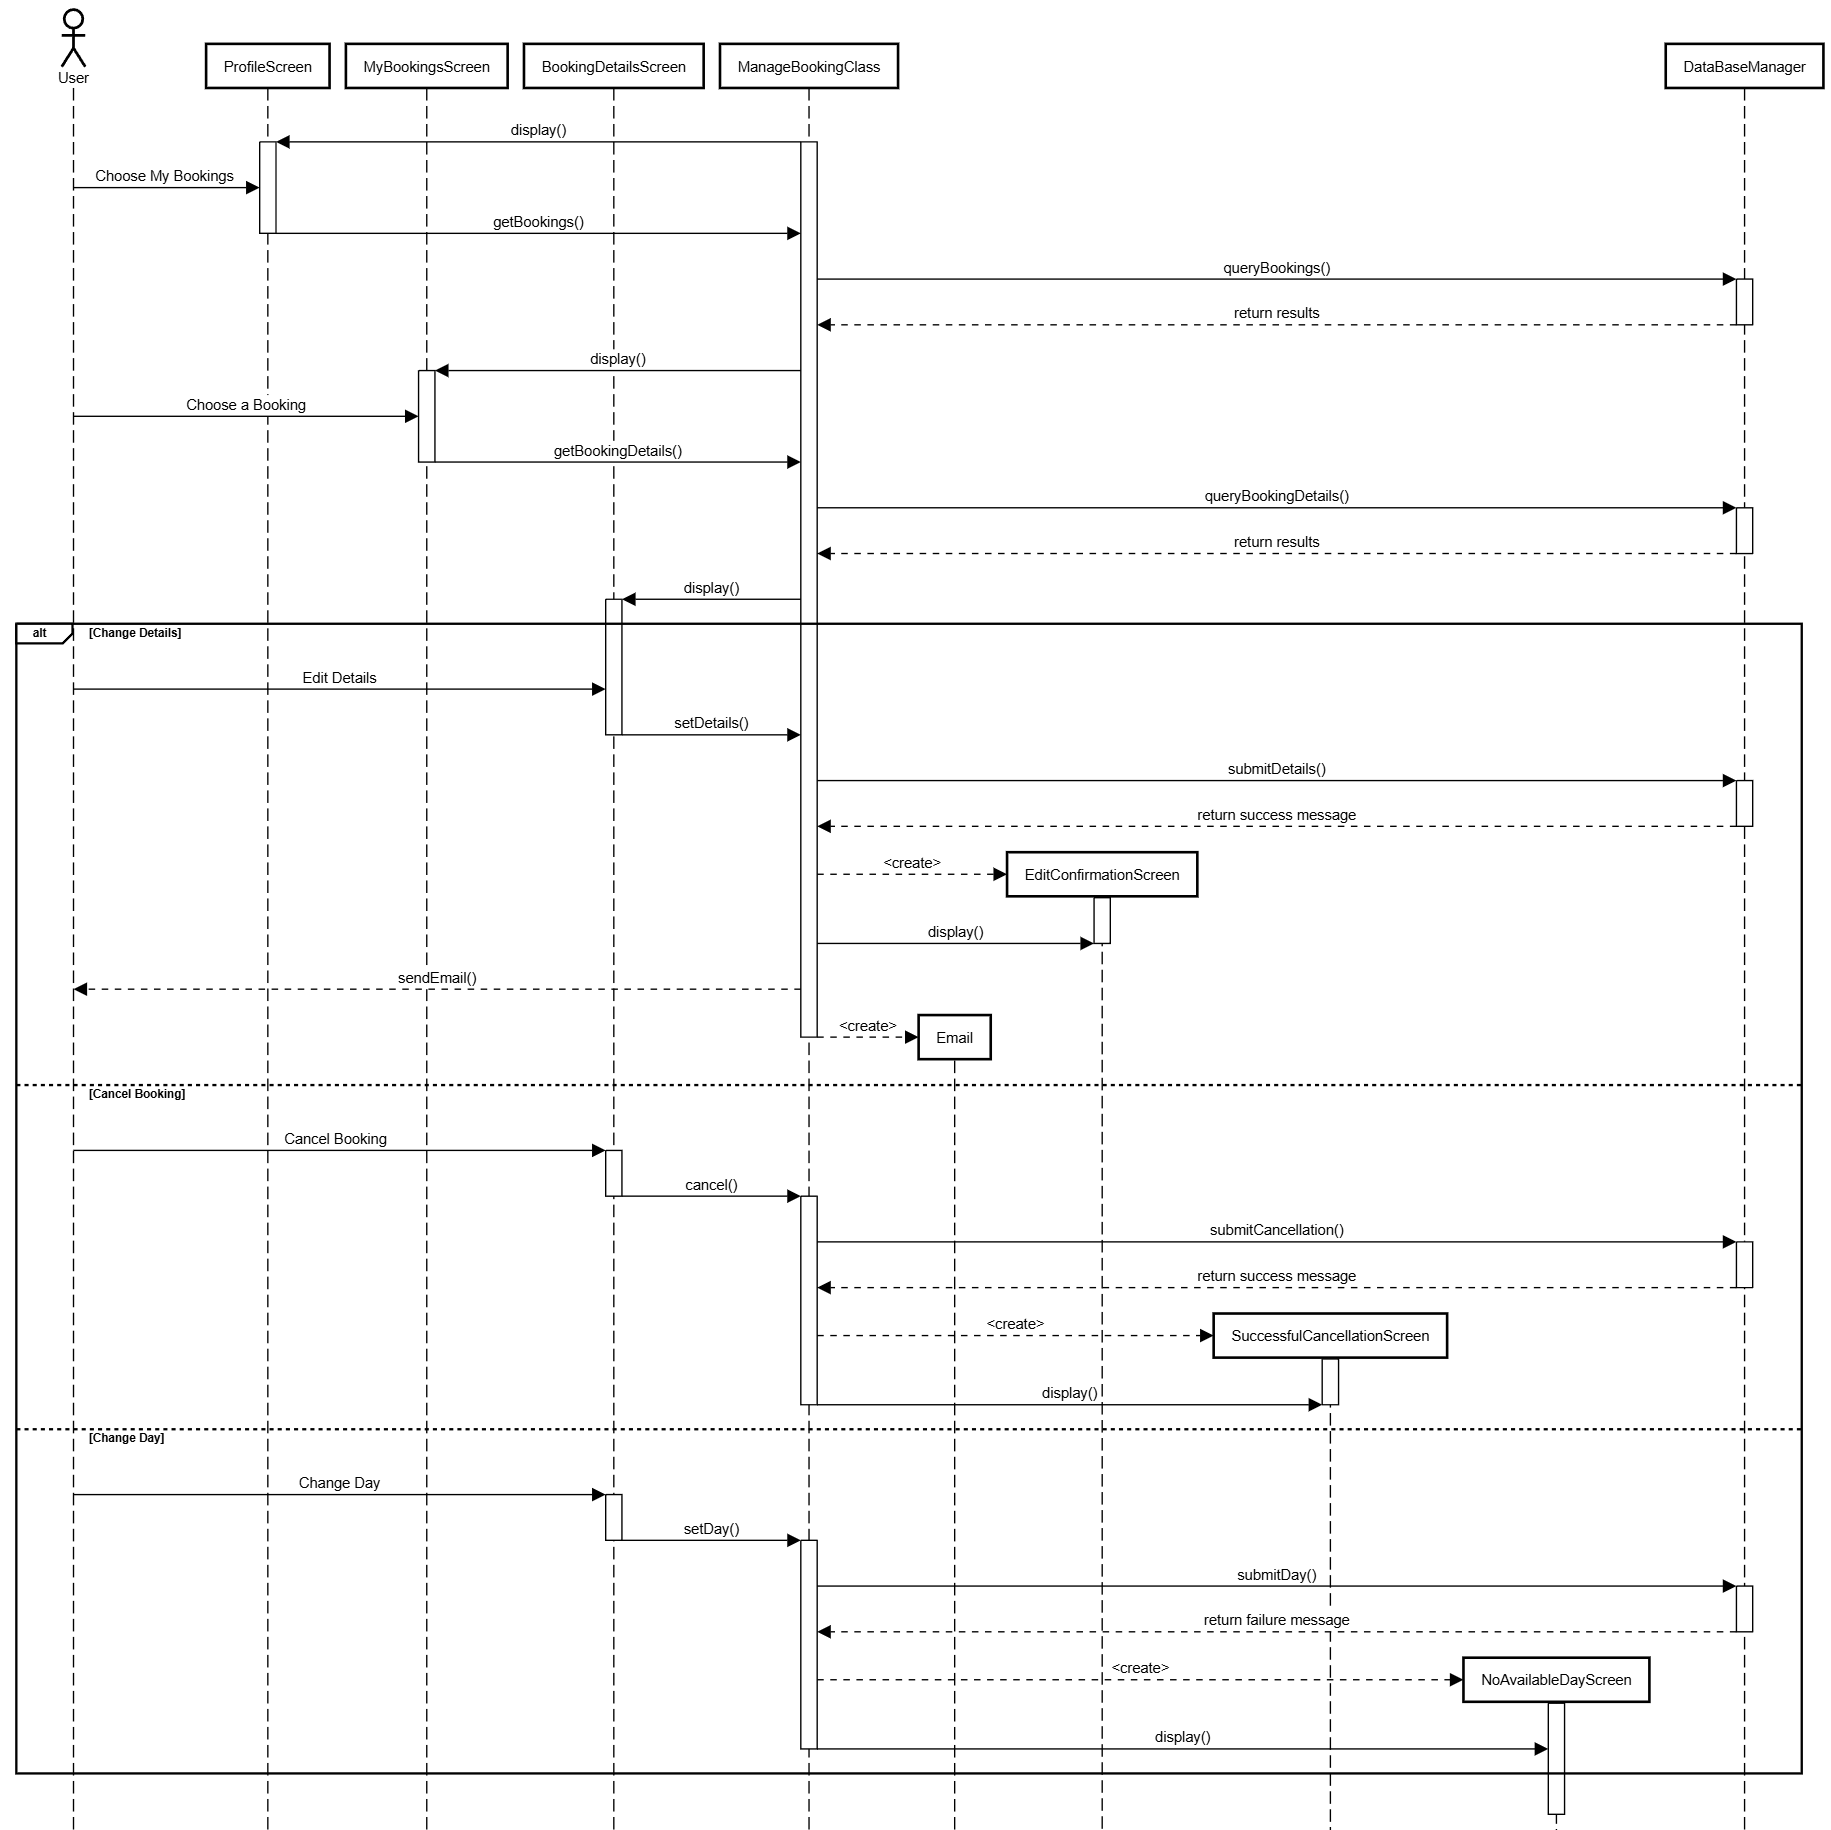 User
ProfileScreen
MyBookingsScreen
BookingDetailsScreen
ManageBookingClass
DataBaseManager
display()
Choose My Bookings
getBookings()
queryBookings()
return results
display()
Choose a Booking
getBookingDetails()
queryBookingDetails()
return results
display()
alt
[Change Details]
Edit Details
setDetails()
submitDetails()
return success message
<create>
EditConfirmationScreen
display()
sendEmail()
<create>
Email
[Cancel Booking]
Cancel Booking
cancel()
submitCancellation()
return success message
<create>
SuccessfulCancellationScreen
display()
[Change Day]
Change Day
setDay()
submitDay()
return failure message
<create>
NoAvailableDayScreen
display()